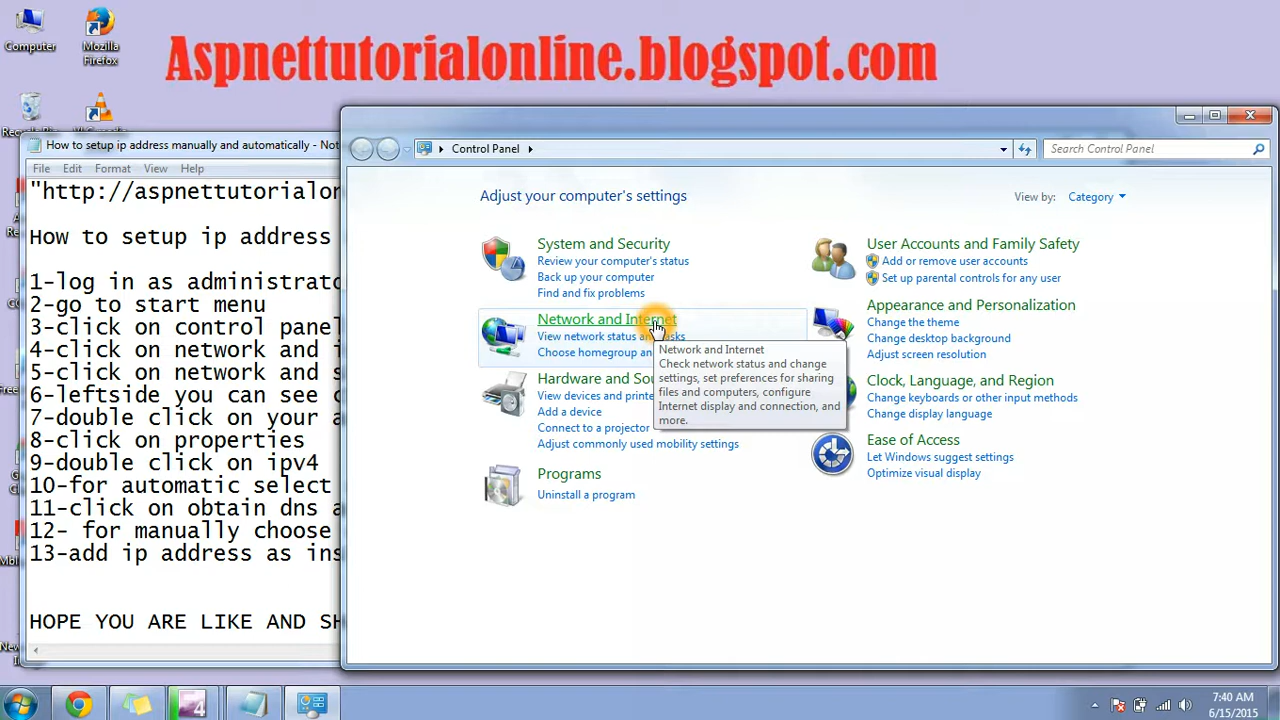 Computer
Mozilla
Firefox
Aspnettutorialonline.blogspot.com
How to setup ip address manually and automatically - Not
File Edit Format View Help
"http://aspnettutorialon
How to setup ip address
1-log in as administrato
2-go to start menu
3-click on control panel
4-click on network and i
5-click on network and s
6-leftside you can see c
7-double click on your a
8-click on properties
9-double click on ipv4
10-for automatic select
11-click on obtain dns a
12- for manually choose
13-add ip address as ins
HOPE YOU ARE LIKE AND SH
Control Panel
Search Control Panel
Adjust your computer's settings
View by: Category
System and Security
Review your computer's status
Back up your computer
Find and fix problems
Network and Internet
View network status and tasks
Choose homegroup an
Network and Internet
Check network status and change
settings, set preferences for sharing
files and computers, configure
Internet display and connection, and
more.
Hardware and Sou
View devices and printe
Add a device
Connect to a projector
Adjust commonly used mobility settings
Programs
Uninstall a program
User Accounts and Family Safety
Add or remove user accounts
Set up parental controls for any user
Appearance and Personalization
Change the theme
Change desktop background
Adjust screen resolution
Clock, Language, and Region
Change keyboards or other input methods
Change display language
Ease of Access
Let Windows suggest settings
Optimize visual display
7:40 AM
6/15/2015